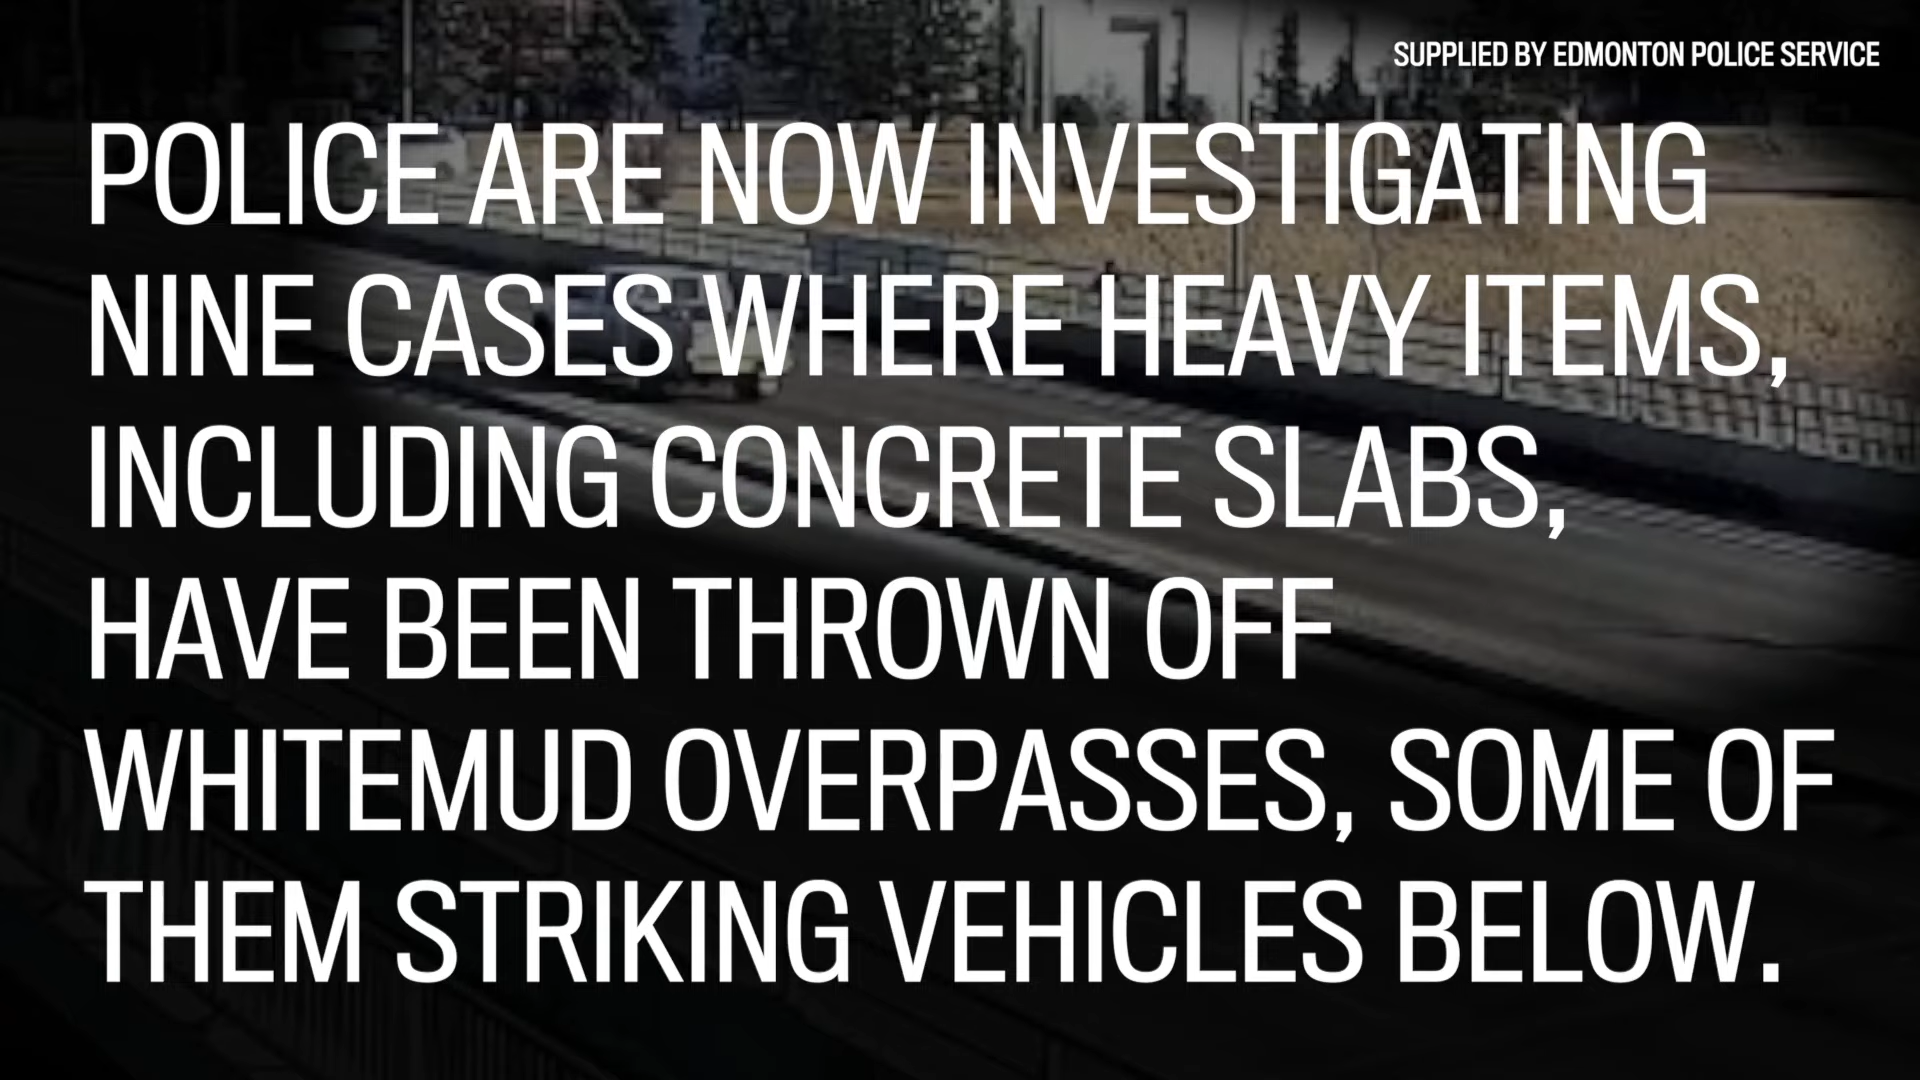 SUPPLIED BY EDMONTON POLICE SERVICE
POLICE ARE NOW INVESTIGATING
NINE CASES WHERE HEAVY ITEMS,
INCLUDING CONCRETE SLABS,
HAVE BEEN THROWN OFF
WHITEMUD OVERPASSES, SOME OF
THEM STRIKING VEHICLES BELOW.